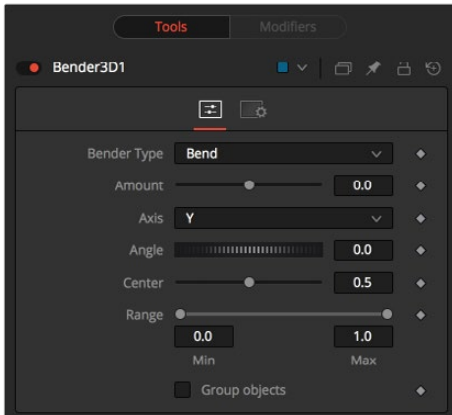 Tools Modifiers
Bender3D1
Bender Type Bend
Amount 0.0
Axis Y
Angle 0.0
Center 0.5
Range
0.0 1.0
Min Max
Group objects